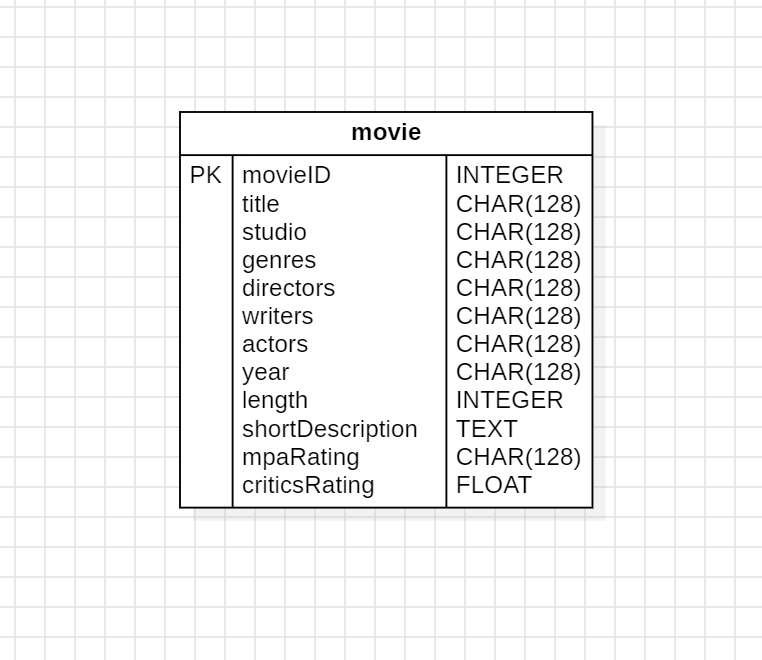 movie
PK movieID INTEGER
title CHAR(128)
studio CHAR(128)
genres CHAR(128)
directors CHAR(128)
writers CHAR(128)
actors CHAR(128)
year CHAR(128)
length INTEGER
shortDescription TEXT
mpaRating CHAR(128)
criticsRating FLOAT